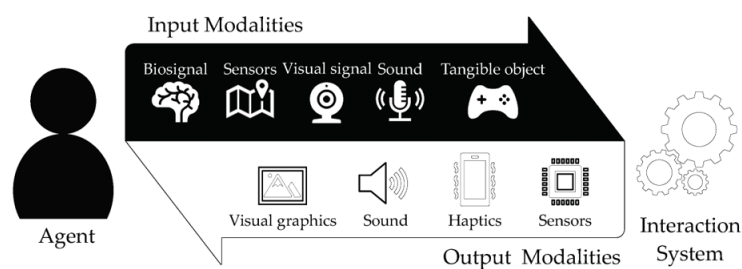 Input Modalities
Biosignal Sensors Visual signal Sound Tangible object
Visual graphics Sound Haptics Sensors
Agent
Output Modalities
Interaction
System